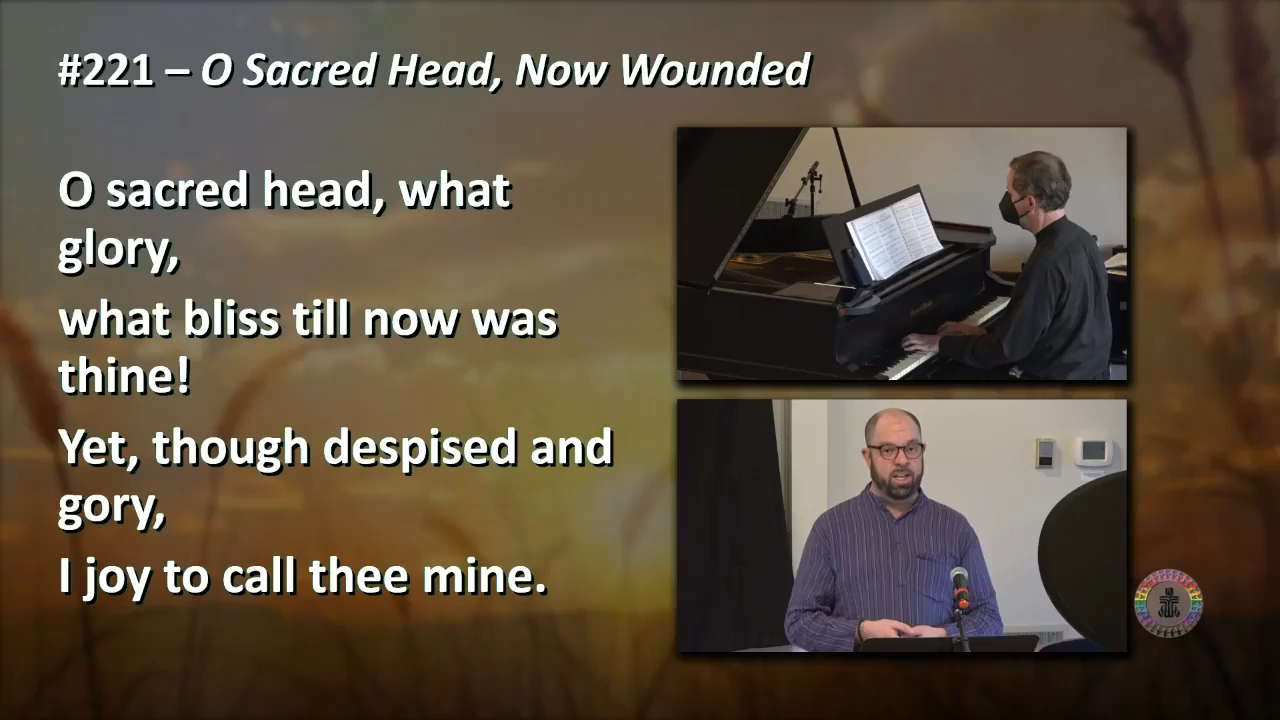 #221 – O Sacred Head, Now Wounded
O sacred head, what
glory,
what bliss till now was
thine!
Yet, though despised and
gory,
I joy to call thee mine.